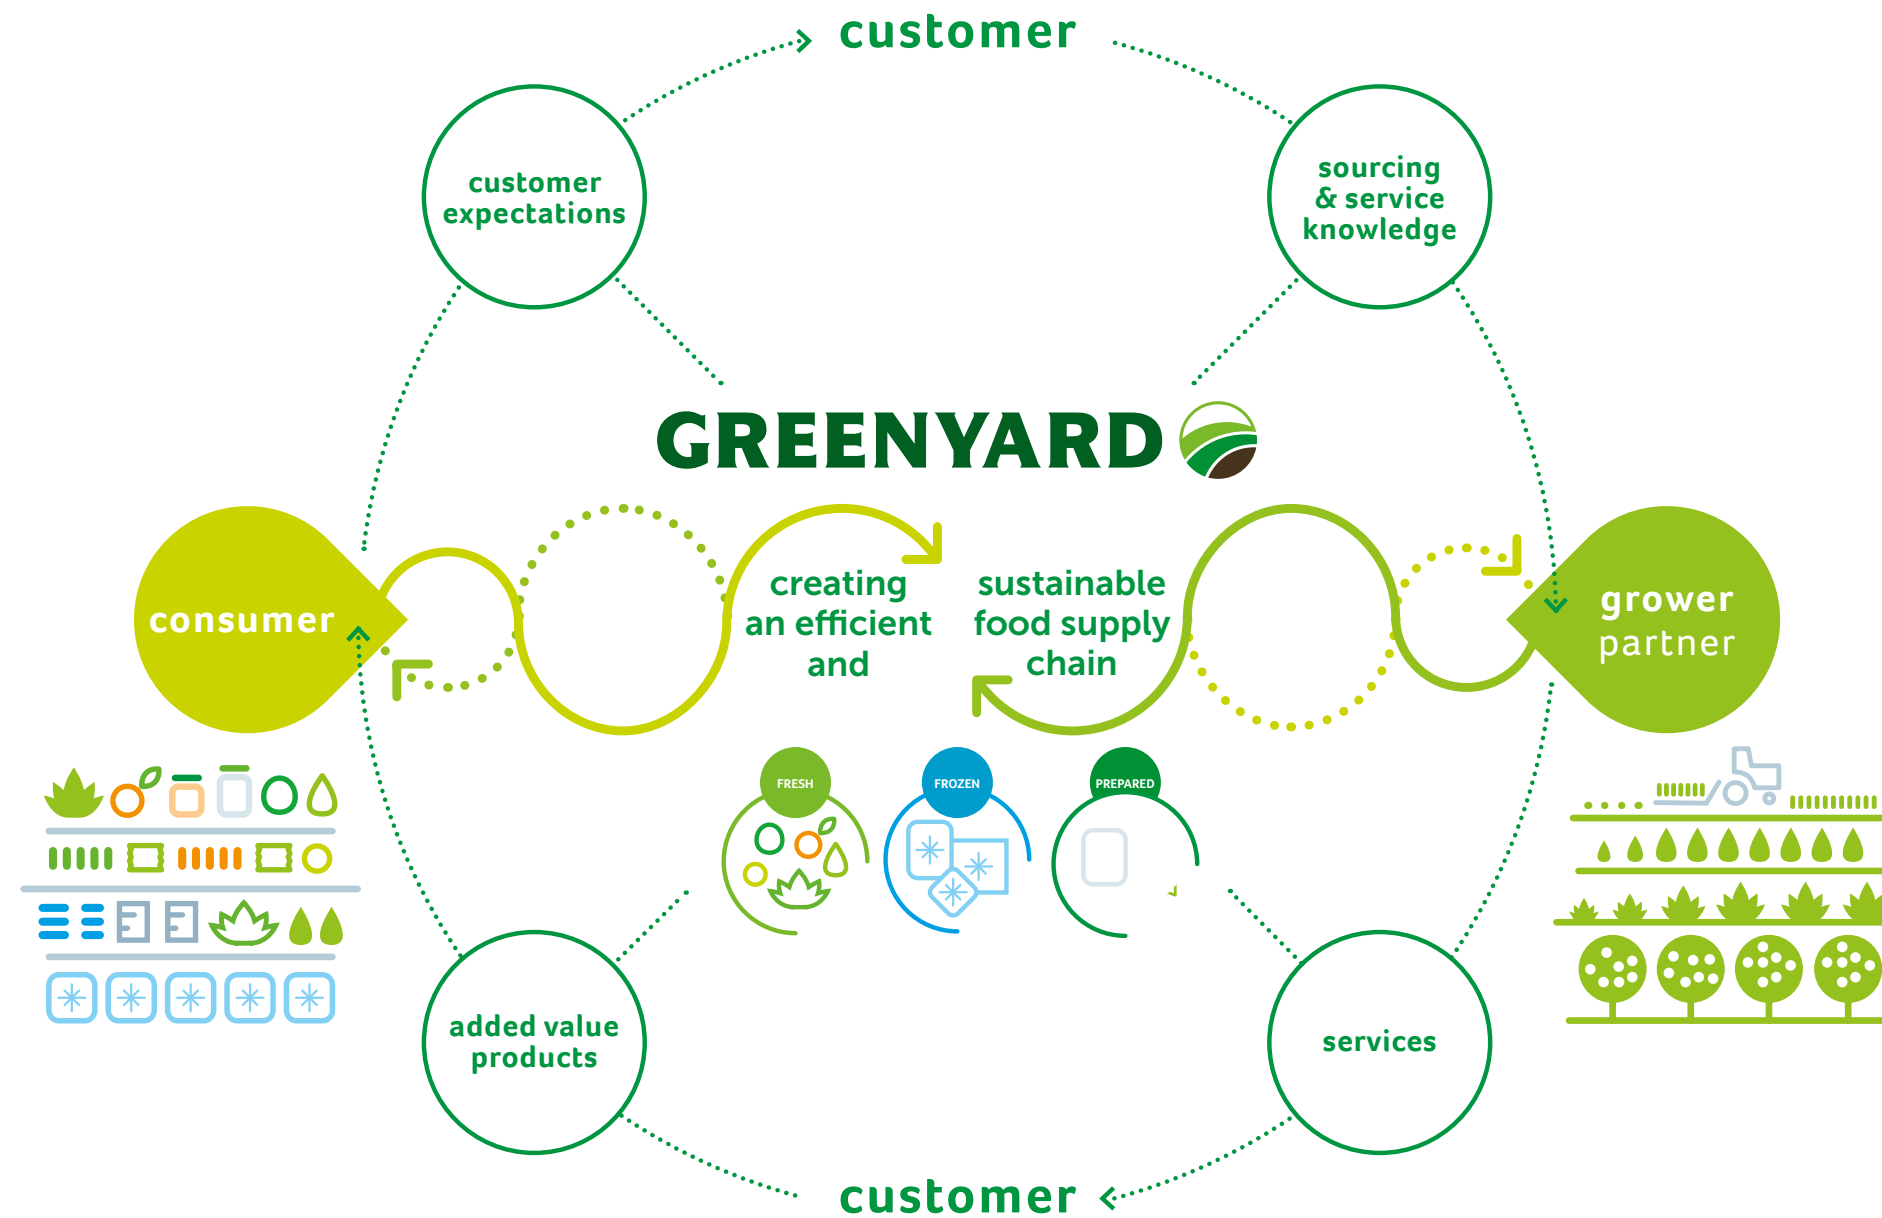 customer
customer
expectations
sourcing
& service
knowledge
GREENYARD
consumer
creating
an efficient
and
sustainable
food supply
chain
grower
partner
FRESH
FROZEN
PREPARED
added value
products
services
customer